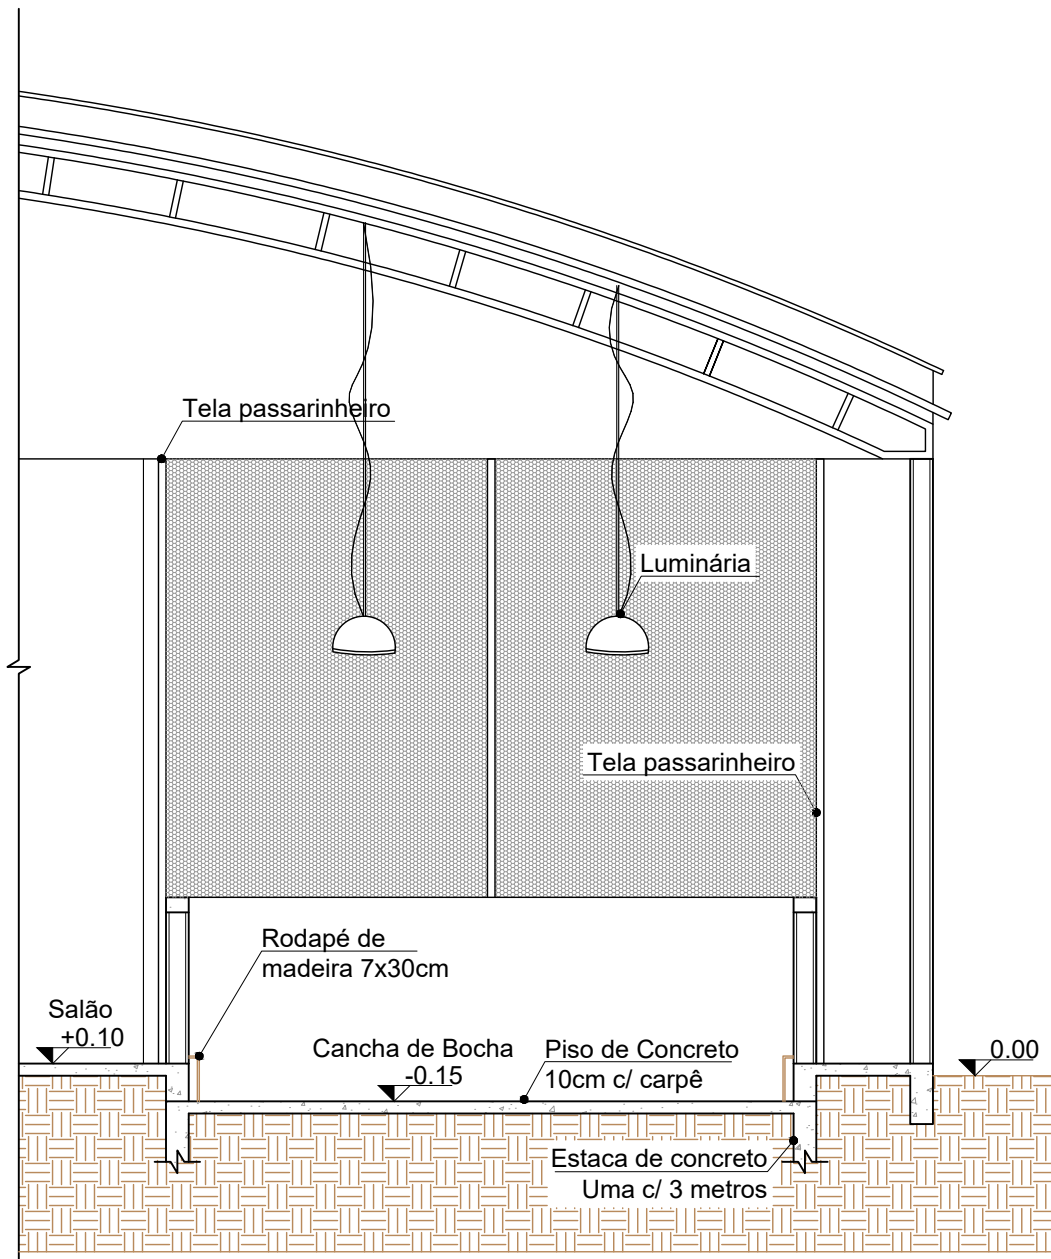 Tela passarinheiro
Luminária
Tela passarinheiro
Rodapé de
madeira 7x30cm
Salão
+0.10
Cancha de Bocha
-0.15
Piso de Concreto
10cm c/ carpê
0.00
Estaca de concreto
Uma c/ 3 metros